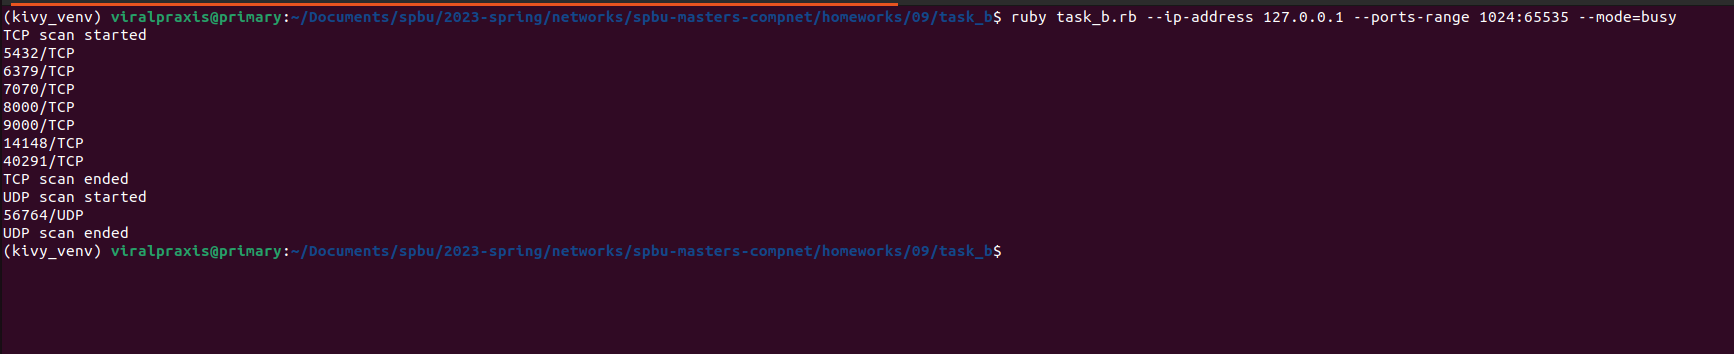 (kivy_venv) viralpraxis@primary:~/Documents/spbu/2023-spring/networks/spbu-masters-compnet/homeworks/09/task_b$ ruby task_b.rb --ip-address 127.0.0.1 --ports-range 1024:65535 --mode=busy
TCP scan started
5432/TCP
6379/TCP
7070/TCP
8000/TCP
9000/TCP
14148/TCP
40291/TCP
TCP scan ended
UDP scan started
56764/UDP
UDP scan ended
(kivy_venv) viralpraxis@primary:~/Documents/spbu/2023-spring/networks/spbu-masters-compnet/homeworks/09/task_b$